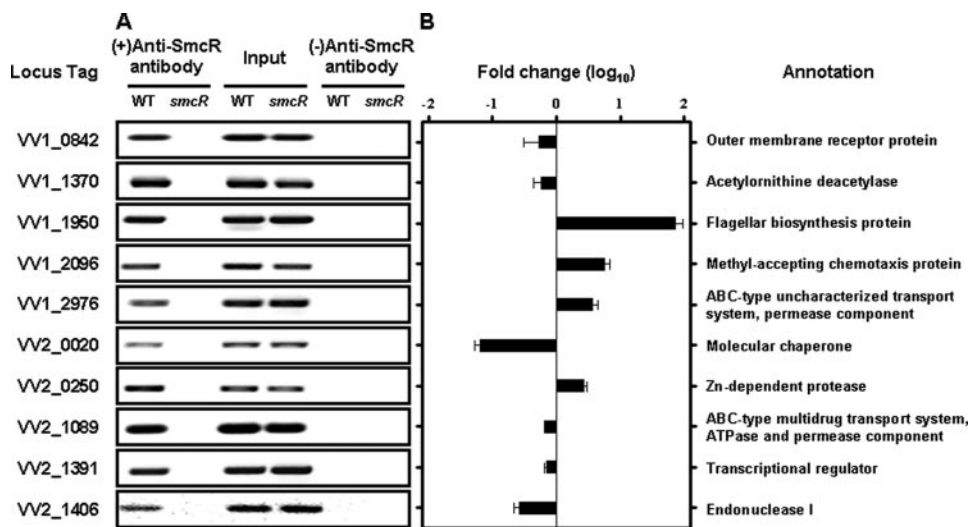 A
B
(+)Anti-SmcR antibody
Input
(-)Anti-SmcR antibody
Locus Tag
WT smcR WT smcR WT smcR
Fold change (log10)
Annotation
-2 -1 0 1 2
VV1_0842
Outer membrane receptor protein
VV1_1370
Acetylornithine deacetylase
VV1_1950
Flagellar biosynthesis protein
VV1_2096
Methyl-accepting chemotaxis protein
VV1_2976
ABC-type uncharacterized transport
system, permease component
VV2_0020
Molecular chaperone
VV2_0250
Zn-dependent protease
VV2_1089
ABC-type multidrug transport system,
ATPase and permease component
VV2_1391
Transcriptional regulator
VV2_1406
Endonuclease I